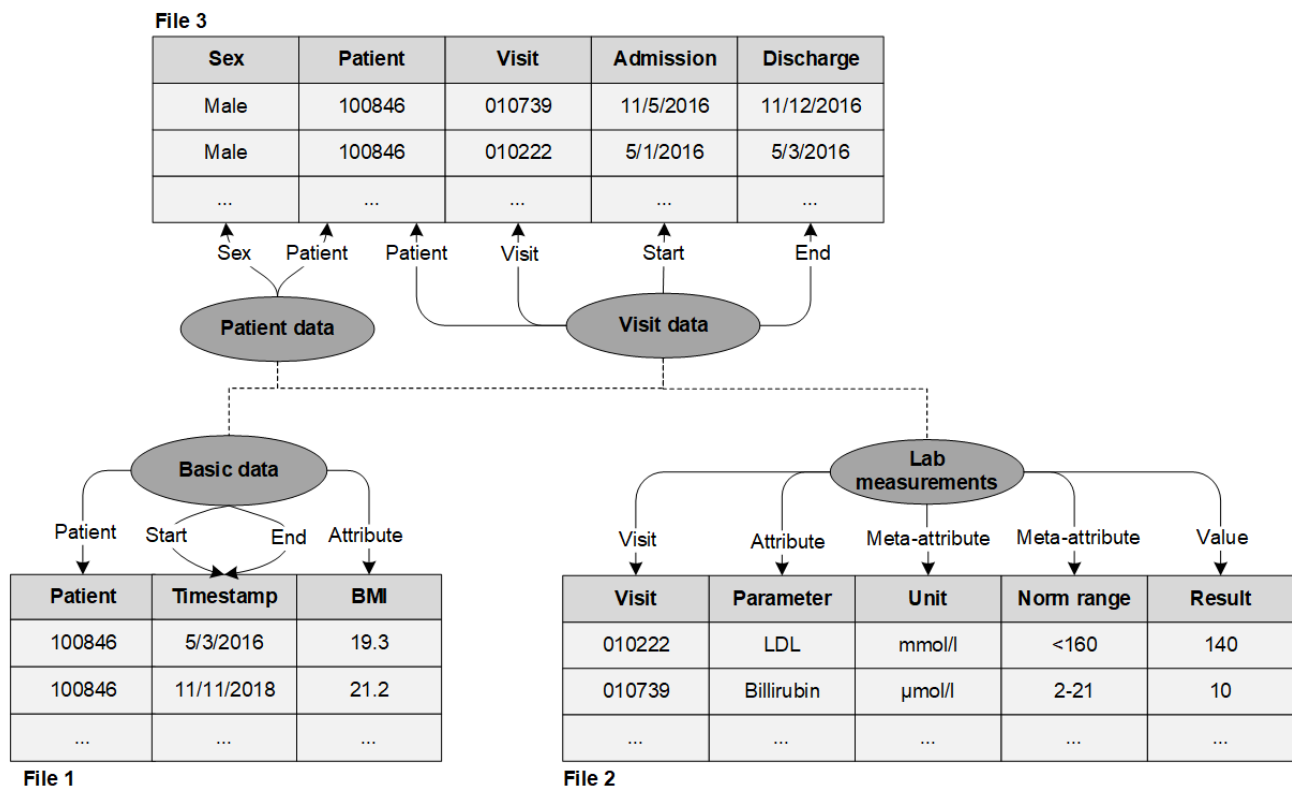 File 3
Sex Patient Visit Admission Discharge
Male 100846 010739 11/5/2016 11/12/2016
Male 100846 010222 5/1/2016 5/3/2016
... ... ... ... ...
Sex Patient Patient Visit Start End
Patient data Visit data
Basic data
Lab
measurements
Patient Start End Attribute
Visit Attribute Meta-attribute Meta-attribute Value
Patient Timestamp BMI
100846 5/3/2016 19.3
100846 11/11/2018 21.2
... ... ...
File 1
Visit Parameter Unit Norm range Result
010222 LDL mmol/l <160 140
010739 Billirubin µmol/l 2-21 10
... ... ... ... ...
File 2